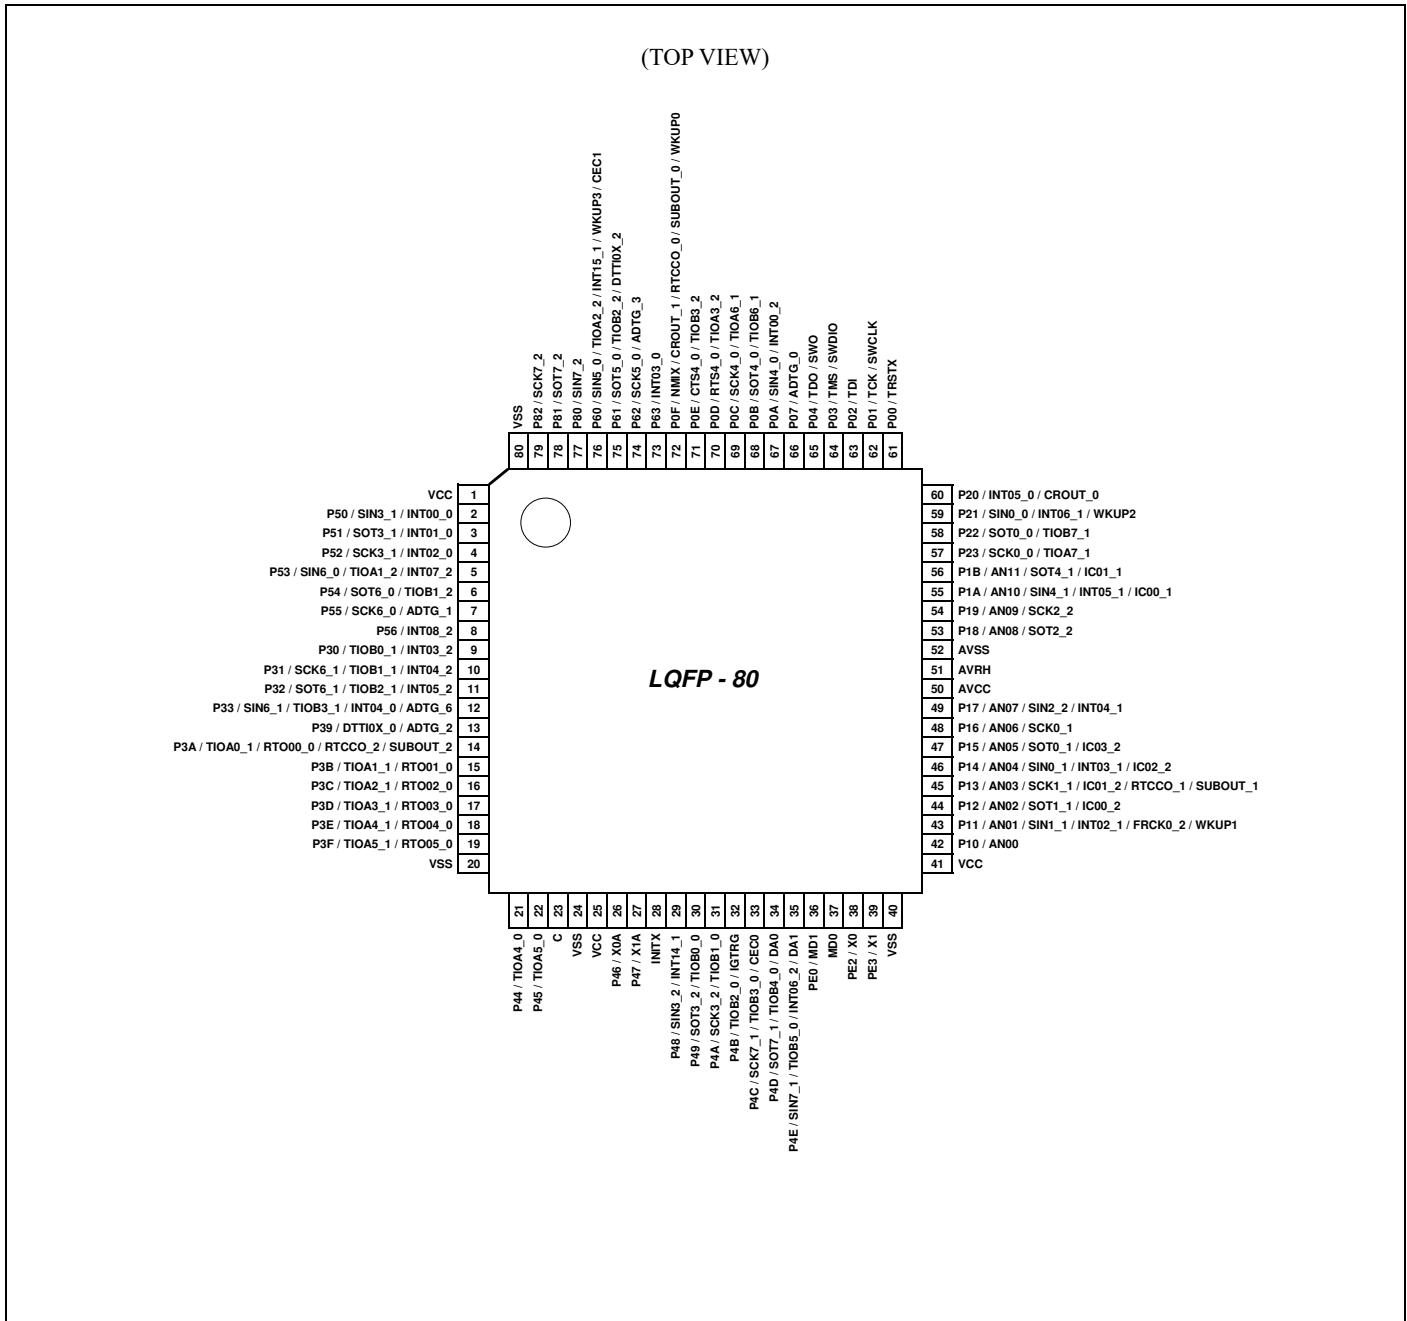 (TOP VIEW)
VSS
P82 / SCK7_2
P81 / SOT7_2
P80 / SIN7_2
P60 / SIN5_0 / TIOA2_2 / INT15_1 / WKUP3 / CEC1
P61 / SOT5_0 / TIOB2_2 / DTTI0X_2
P62 / SCK5_0 / ADTG_3
P63 / INT03_0
P0F / NMIX / CROUT_1 / RTCCO_0 / SUBOUT_0 / WKUP0
P0E / CTS4_0 / TIOB3_2
P0D / RTS4_0 / TIOA3_2
P0C / SCK4_0 / TIOA6_1
P0B / SOT4_0 / TIOB6_1
P0A / SIN4_0 / INT00_2
P07 / ADTG_0
P04 / TDO / SWO
P03 / TMS / SWDIO
P02 / TDI
P01 / TCK / SWCLK
P00 / TRSTX
80
79
78
77
76
75
74
73
72
71
70
69
68
67
66
65
64
63
62
61
VCC 1
P50 / SIN3_1 / INT00_0 2
P51 / SOT3_1 / INT01_0 3
P52 / SCK3_1 / INT02_0 4
P53 / SIN6_0 / TIOA1_2 / INT07_2 5
P54 / SOT6_0 / TIOB1_2 6
P55 / SCK6_0 / ADTG_1 7
P56 / INT08_2 8
P30 / TIOB0_1 / INT03_2 9
P31 / SCK6_1 / TIOB1_1 / INT04_2 10
P32 / SOT6_1 / TIOB2_1 / INT05_2 11
P33 / SIN6_1 / TIOB3_1 / INT04_0 / ADTG_6 12
P39 / DTTI0X_0 / ADTG_2 13
P3A / TIOA0_1 / RTO00_0 / RTCCO_2 / SUBOUT_2 14
P3B / TIOA1_1 / RTO01_0 15
P3C / TIOA2_1 / RTO02_0 16
P3D / TIOA3_1 / RTO03_0 17
P3E / TIOA4_1 / RTO04_0 18
P3F / TIOA5_1 / RTO05_0 19
VSS 20
LQFP - 80
60 P20 / INT05_0 / CROUT_0
59 P21 / SIN0_0 / INT06_1 / WKUP2
58 P22 / SOT0_0 / TIOB7_1
57 P23 / SCK0_0 / TIOA7_1
56 P1B / AN11 / SOT4_1 / IC01_1
55 P1A / AN10 / SIN4_1 / INT05_1 / IC00_1
54 P19 / AN09 / SCK2_2
53 P18 / AN08 / SOT2_2
52 AVSS
51 AVRH
50 AVCC
49 P17 / AN07 / SIN2_2 / INT04_1
48 P16 / AN06 / SCK0_1
47 P15 / AN05 / SOT0_1 / IC03_2
46 P14 / AN04 / SIN0_1 / INT03_1 / IC02_2
45 P13 / AN03 / SCK1_1 / IC01_2 / RTCCO_1 / SUBOUT_1
44 P12 / AN02 / SOT1_1 / IC00_2
43 P11 / AN01 / SIN1_1 / INT02_1 / FRCK0_2 / WKUP1
42 P10 / AN00
41 VCC
21
22
23
24
25
26
27
28
29
30
31
32
33
34
35
36
37
38
39
40
P44 / TIOA4_0
P45 / TIOA5_0
C
VSS
VCC
P46 / X0A
P47 / X1A
INITX
P48 / SIN3_2 / INT14_1
P49 / SOT3_2 / TIOB0_0
P4A / SCK3_2 / TIOB1_0
P4B / TIOB2_0 / IGTRG
P4C / SCK7_1 / TIOB3_0 / CEC0
P4D / SOT7_1 / TIOB4_0 / DA0
P4E / SIN7_1 / TIOB5_0 / INT06_2 / DA1
PE0 / MD1
MD0
PE2 / X0
PE3 / X1
VSS